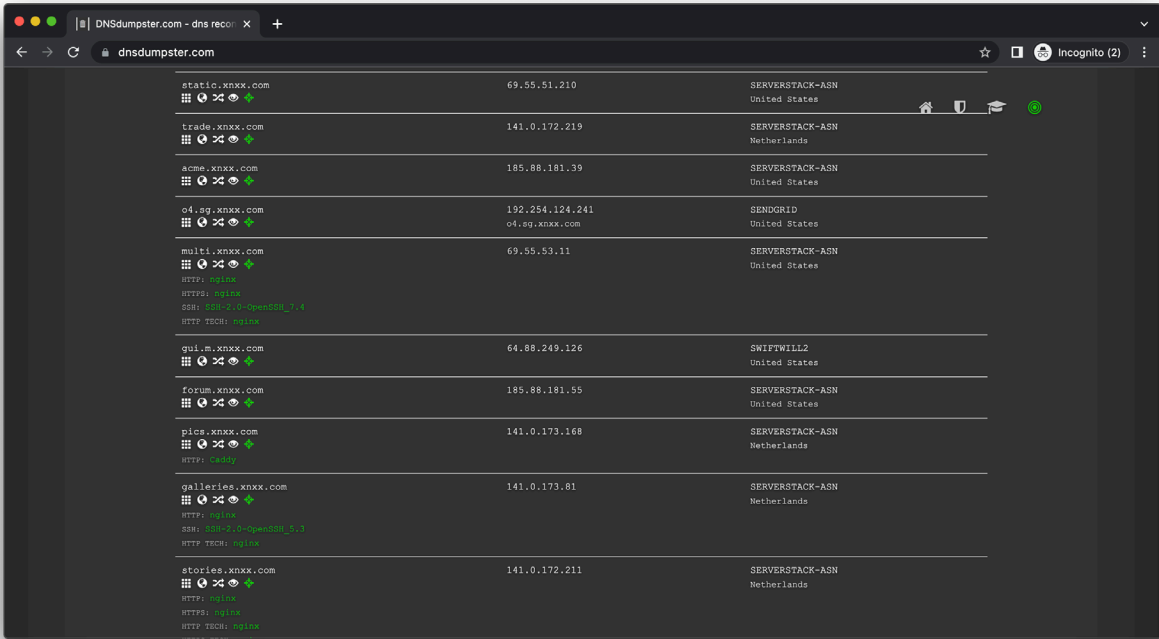 DNSdumpster.com - dns recon
dnsdumpster.com
Incognito (2)
static.xnxx.com 69.55.51.210 SERVERSTACK-ASN
United States
trade.xnxx.com 141.0.172.219 SERVERSTACK-ASN
Netherlands
acme.xnxx.com 185.88.181.39 SERVERSTACK-ASN
United States
o4.sg.xnxx.com 192.254.124.241 SENDGRID
o4.sg.xnxx.com United States
multi.xnxx.com 69.55.53.11 SERVERSTACK-ASN
United States
HTTP: nginx
HTTPS: nginx
SSH: SSH-2.0-OpenSSH_7.4
HTTP TECH: nginx
gui.m.xnxx.com 64.88.249.126 SWIFTWILL2
United States
forum.xnxx.com 185.88.181.55 SERVERSTACK-ASN
United States
pics.xnxx.com 141.0.173.168 SERVERSTACK-ASN
Netherlands
HTTP: Caddy
galleries.xnxx.com 141.0.173.81 SERVERSTACK-ASN
Netherlands
HTTP: nginx
SSH: SSH-2.0-OpenSSH_5.3
HTTP TECH: nginx
stories.xnxx.com 141.0.172.211 SERVERSTACK-ASN
Netherlands
HTTP: nginx
HTTPS: nginx
HTTP TECH: nginx